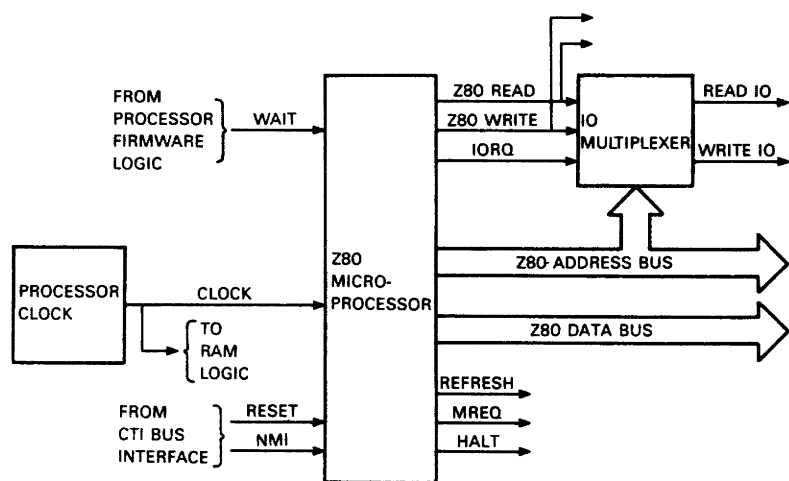 FROM
PROCESSOR
FIRMWARE
LOGIC
WAIT
Z80 READ
Z80 WRITE
IORQ
IO
MULTIPLEXER
READ IO
WRITE IO
Z80
MICRO-
PROCESSOR
Z80-ADDRESS BUS
Z80 DATA BUS
PROCESSOR
CLOCK
CLOCK
TO
RAM
LOGIC
FROM
CTI BUS
INTERFACE
RESET
NMI
REFRESH
MREQ
HALT